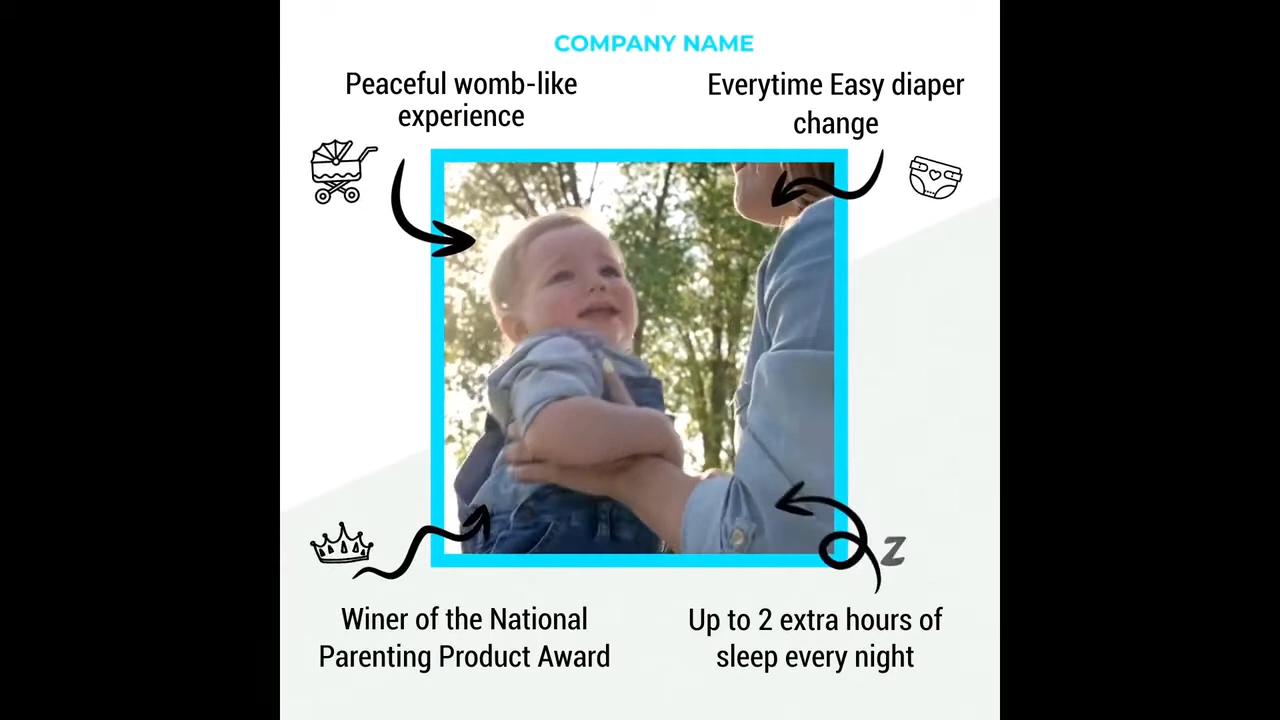 COMPANY NAME
Peaceful womb-like
experience
Everytime Easy diaper
change
Z
Winer of the National
Parenting Product Award
Up to 2 extra hours of
sleep every night